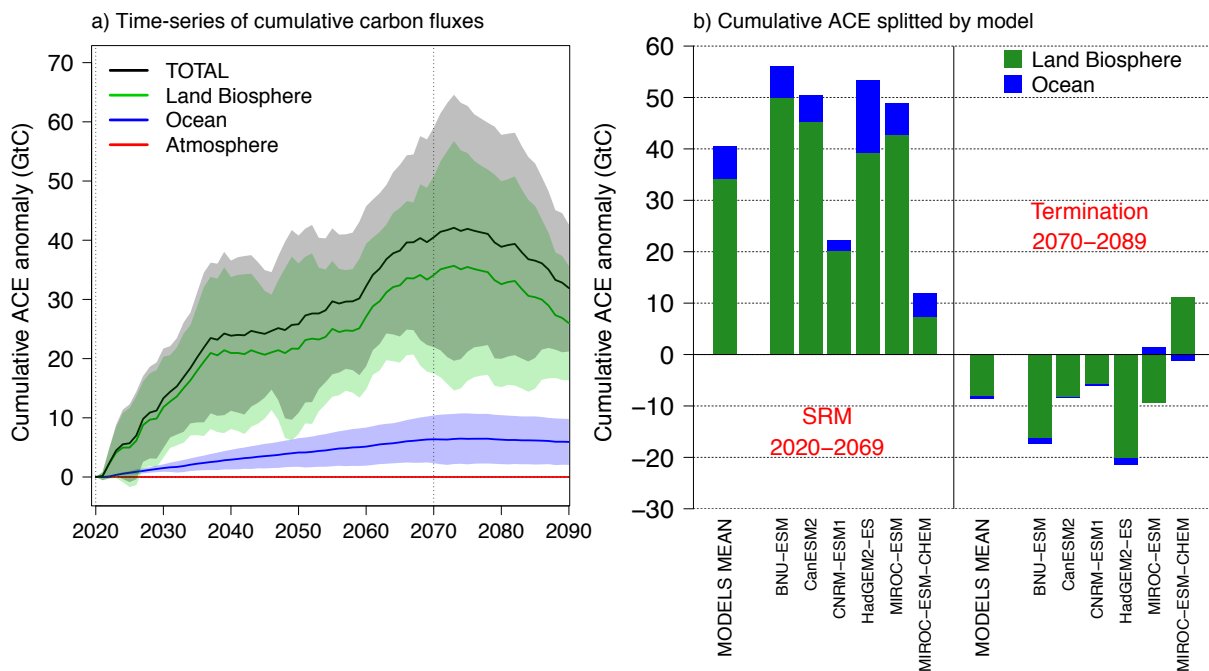 a) Time-series of cumulative carbon fluxes
Cumulative ACE anomaly (GtC)
70
60
50
40
30
20
10
0
TOTAL
Land Biosphere
Ocean
Atmosphere
2020
2030
2040
2050
2060
2070
2080
2090
b) Cumulative ACE splitted by model
Cumulative ACE anomaly (GtC)
60
50
40
30
20
10
0
−10
−20
−30
Land Biosphere
Ocean
Termination
2070−2089
SRM
2020−2069
MODELS MEAN
BNU−ESM
CanESM2
CNRM−ESM1
HadGEM2−ES
MIROC−ESM
MIROC−ESM−CHEM
MODELS MEAN
BNU−ESM
CanESM2
CNRM−ESM1
HadGEM2−ES
MIROC−ESM
MIROC−ESM−CHEM